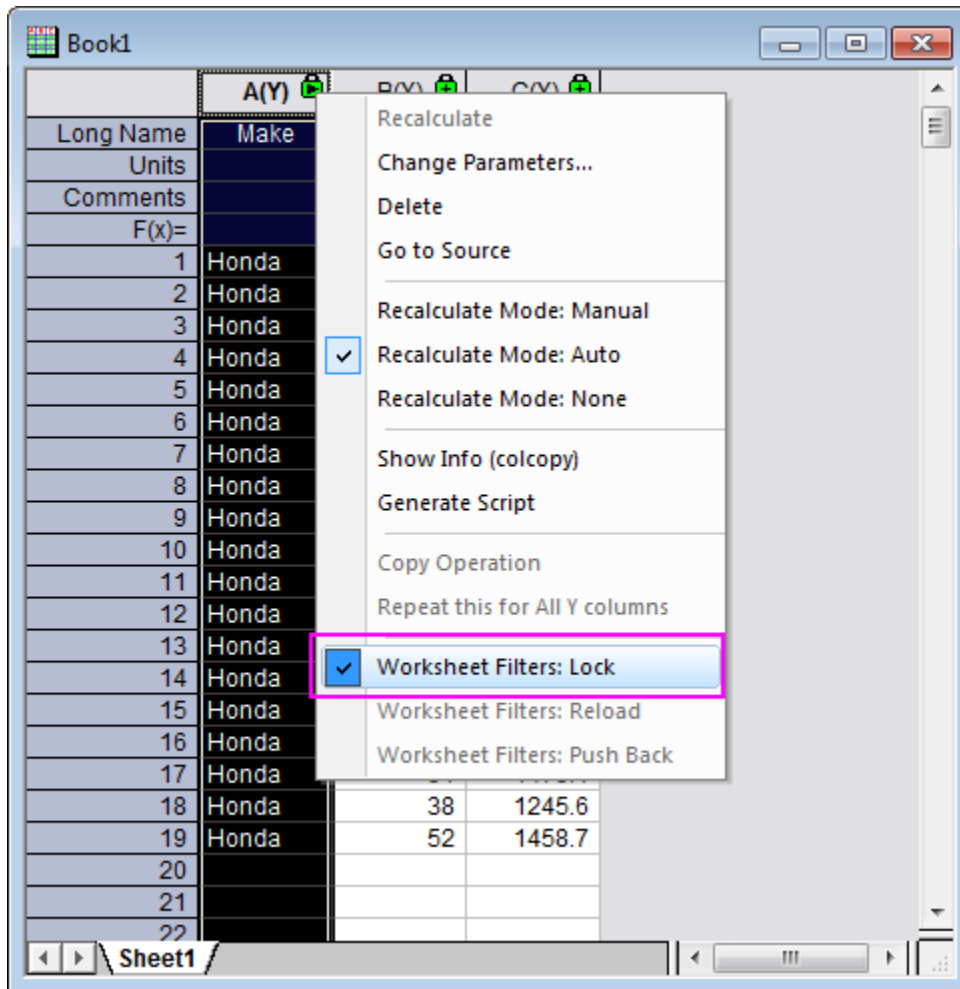 Book1
A(Y) B(Y) C(Y)
Long Name Make
Units
Comments
F(x)=
1 Honda
2 Honda
3 Honda
4 Honda
5 Honda
6 Honda
7 Honda
8 Honda
9 Honda
10 Honda
11 Honda
12 Honda
13 Honda
14 Honda
15 Honda
16 Honda
17 Honda
18 Honda 38 1245.6
19 Honda 52 1458.7
20
21
22
Recalculate
Change Parameters...
Delete
Go to Source
Recalculate Mode: Manual
Recalculate Mode: Auto
Recalculate Mode: None
Show Info (colcopy)
Generate Script
Copy Operation
Repeat this for All Y columns
Worksheet Filters: Lock
Worksheet Filters: Reload
Worksheet Filters: Push Back
Sheet1